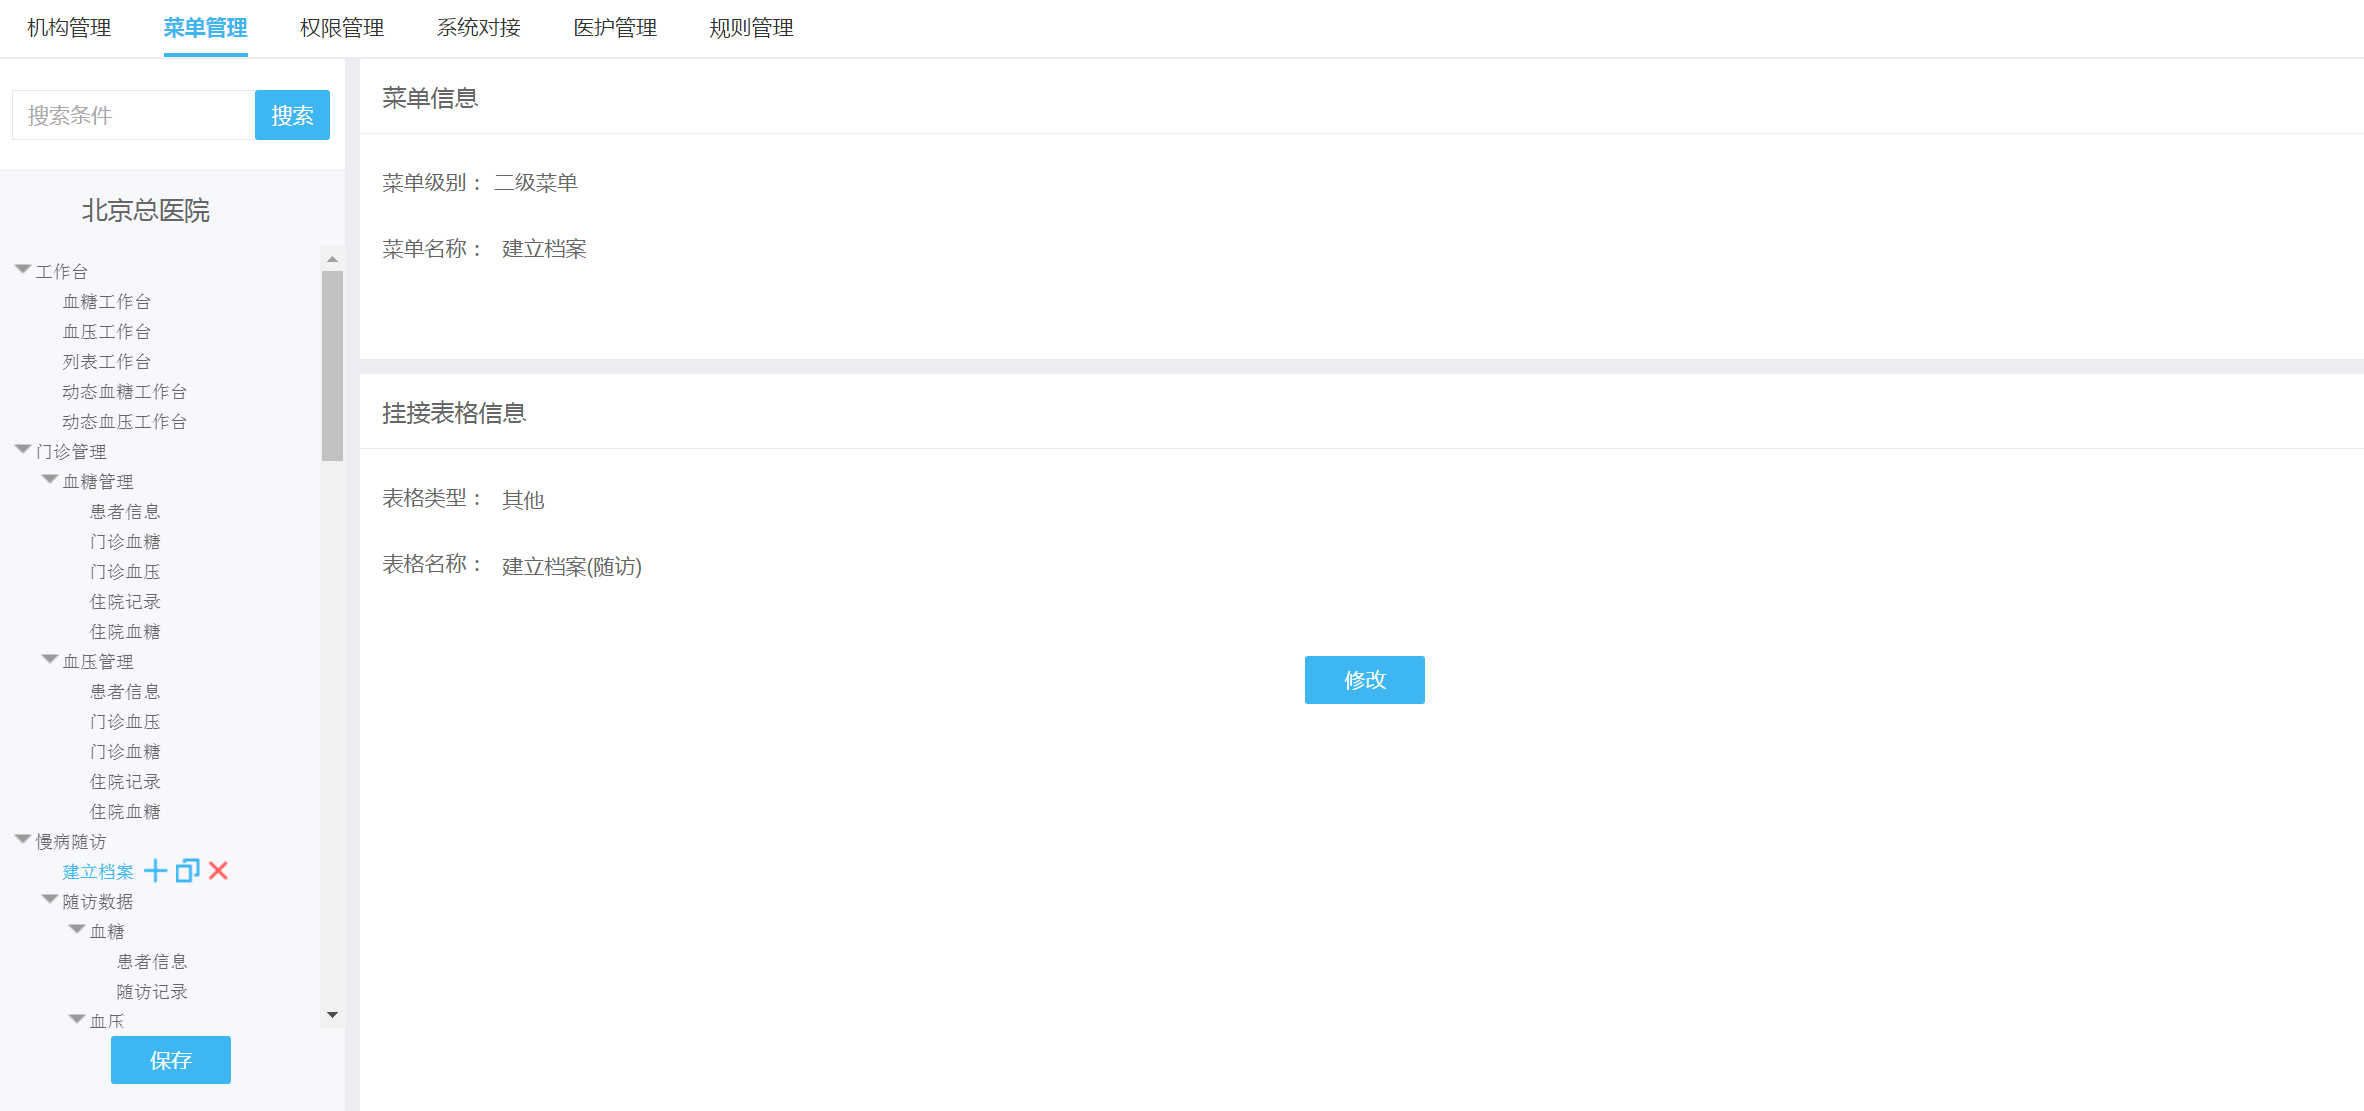 机构管理 菜单管理 权限管理 系统对接 医护管理 规则管理
搜索条件 搜索
北京总医院
工作台
血糖工作台
血压工作台
列表工作台
动态血糖工作台
动态血压工作台
门诊管理
血糖管理
患者信息
门诊血糖
门诊血压
住院记录
住院血糖
血压管理
患者信息
门诊血压
门诊血糖
住院记录
住院血糖
慢病随访
建立档案
随访数据
血糖
患者信息
随访记录
血压
保存
菜单信息
菜单级别： 二级菜单
菜单名称： 建立档案
挂接表格信息
表格类型： 其他
表格名称： 建立档案(随访)
修改